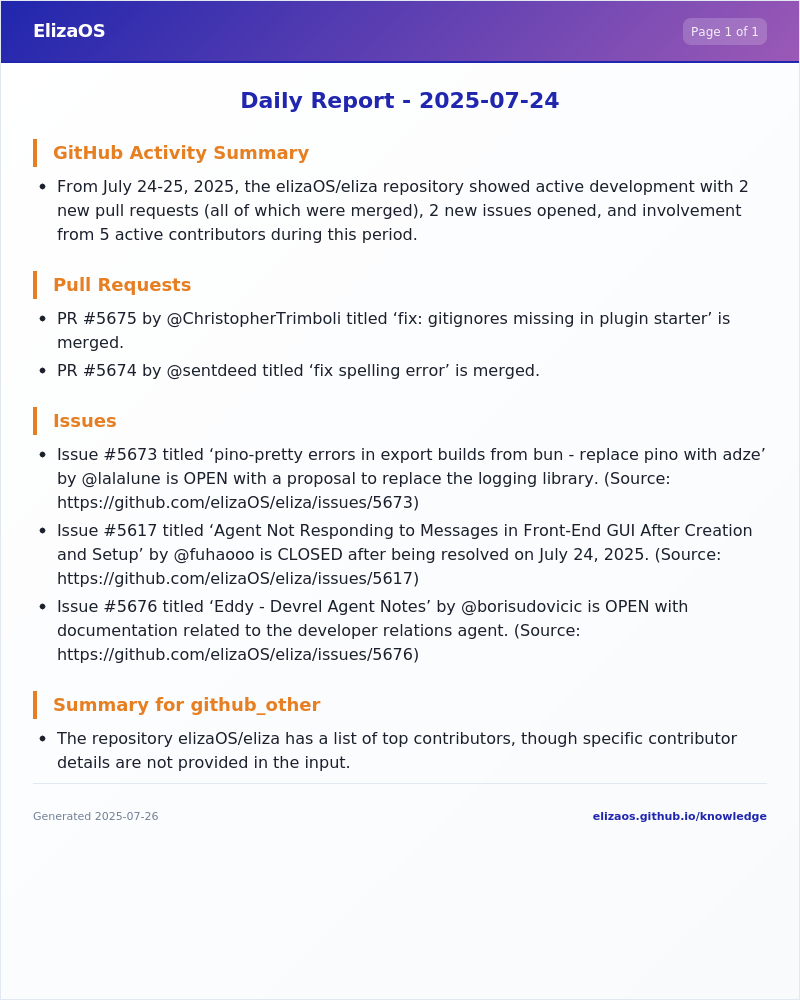 ElizaOS
Page 1 of 1
Daily Report - 2025-07-24
GitHub Activity Summary
• From July 24-25, 2025, the elizaOS/eliza repository showed active development with 2
new pull requests (all of which were merged), 2 new issues opened, and involvement
from 5 active contributors during this period.
Pull Requests
• PR #5675 by @ChristopherTrimboli titled ‘fix: gitignores missing in plugin starter’ is
merged.
• PR #5674 by @sentdeed titled ‘fix spelling error’ is merged.
Issues
• Issue #5673 titled ‘pino-pretty errors in export builds from bun - replace pino with adze’
by @lalalune is OPEN with a proposal to replace the logging library. (Source:
https://github.com/elizaOS/eliza/issues/5673)
• Issue #5617 titled ‘Agent Not Responding to Messages in Front-End GUI After Creation
and Setup’ by @fuhaooo is CLOSED after being resolved on July 24, 2025. (Source:
https://github.com/elizaOS/eliza/issues/5617)
• Issue #5676 titled ‘Eddy - Devrel Agent Notes’ by @borisudovicic is OPEN with
documentation related to the developer relations agent. (Source:
https://github.com/elizaOS/eliza/issues/5676)
Summary for github_other
• The repository elizaOS/eliza has a list of top contributors, though specific contributor
details are not provided in the input.
Generated 2025-07-26
elizaos.github.io/knowledge